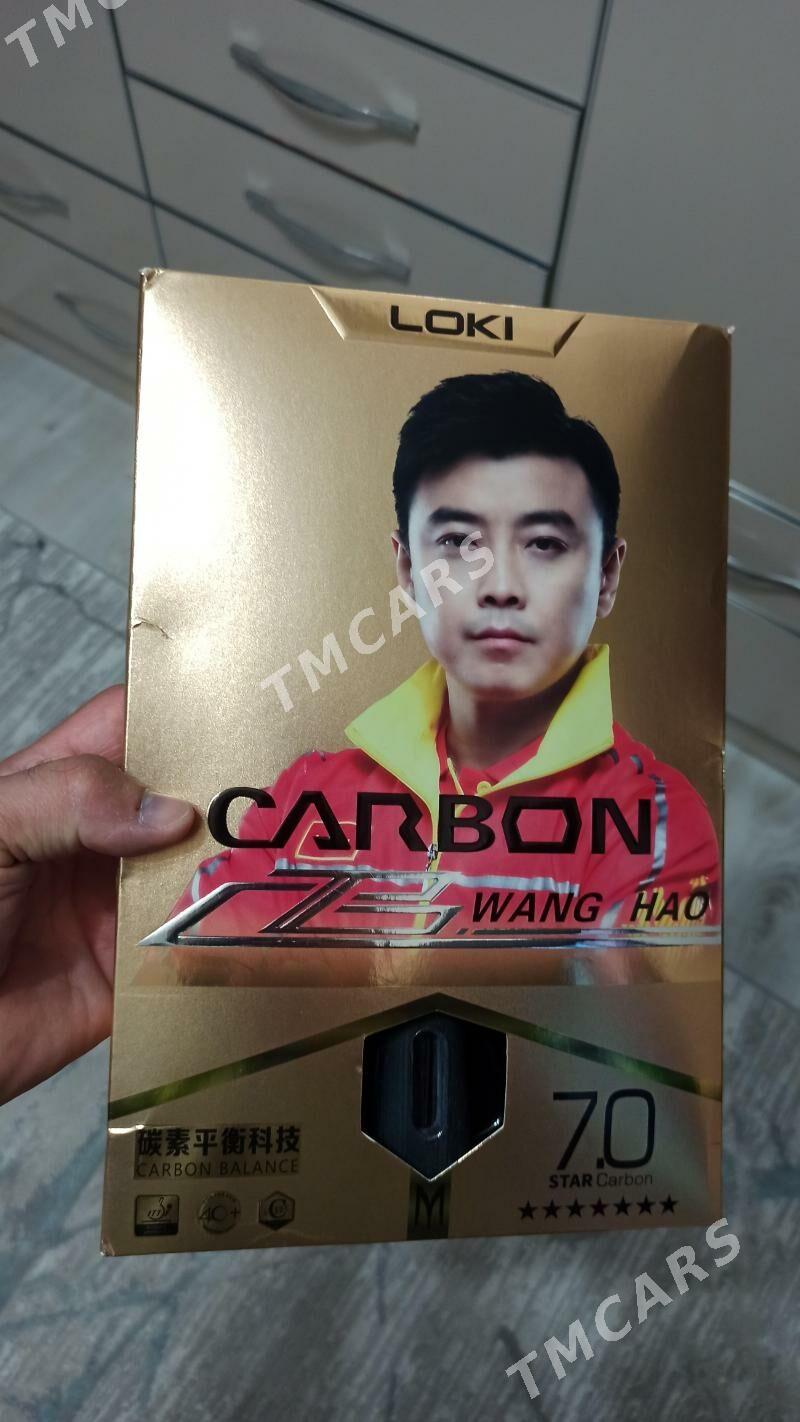 TMC
LOKI
TMCARS
CARBON
WANG HAO
碳素平衡科技
CARBON BALANCE
7.0
STAR Carbon
40+
M
TMCARS